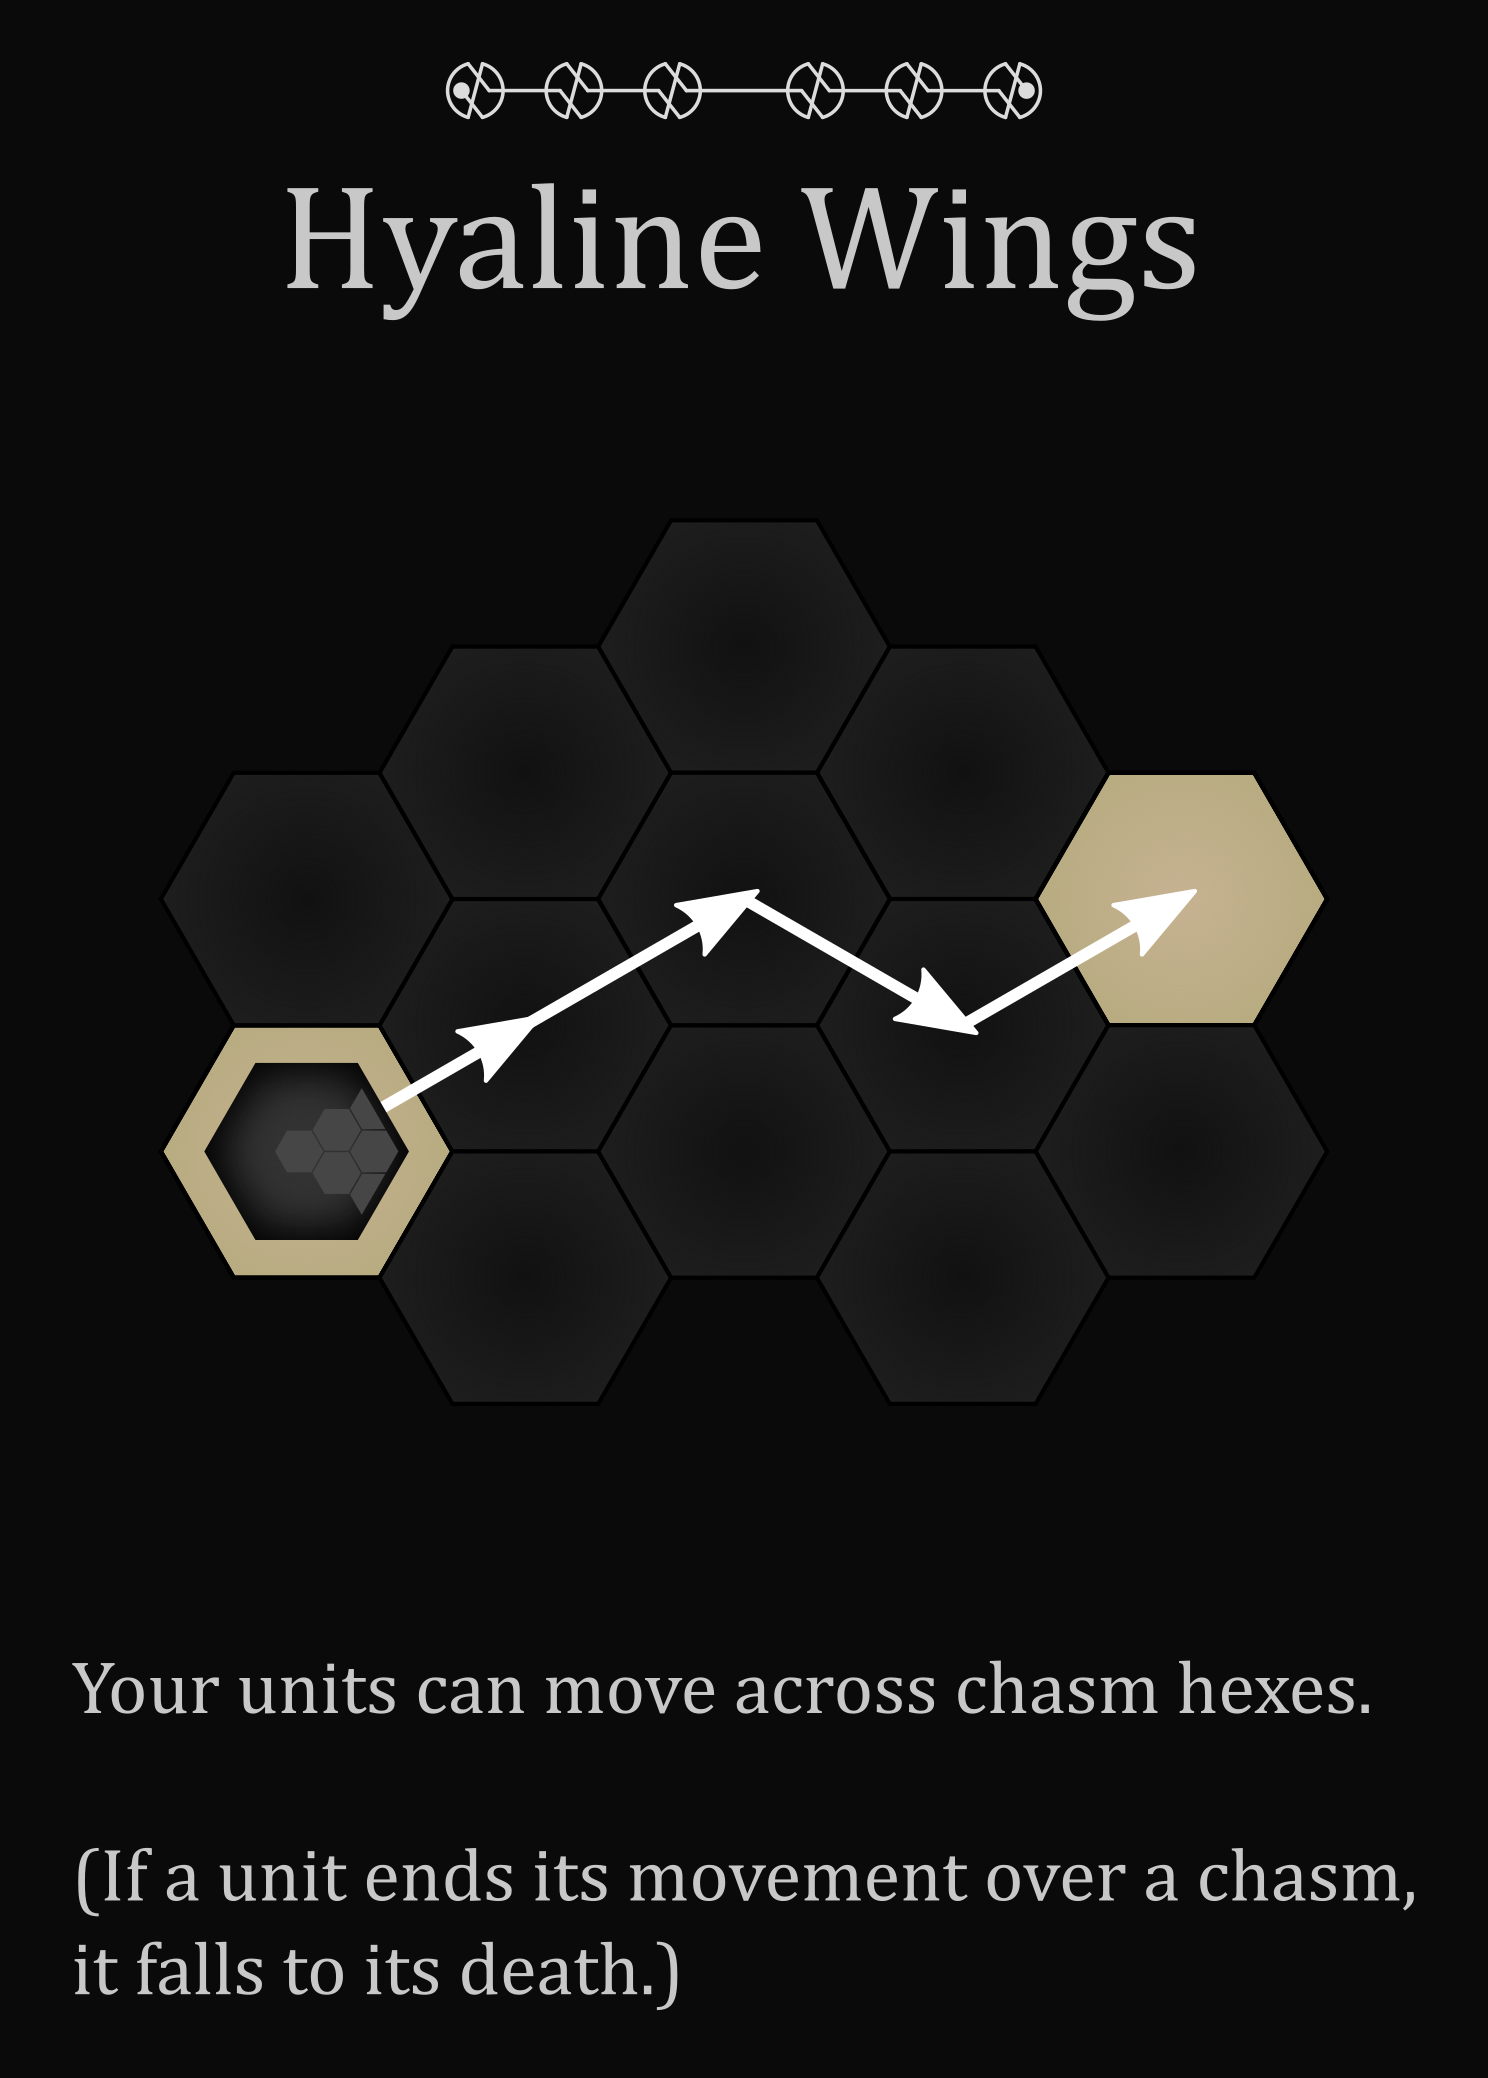 Hyaline Wings
Your units can move across chasm hexes.
(If a unit ends its movement over a chasm,
it falls to its death.)